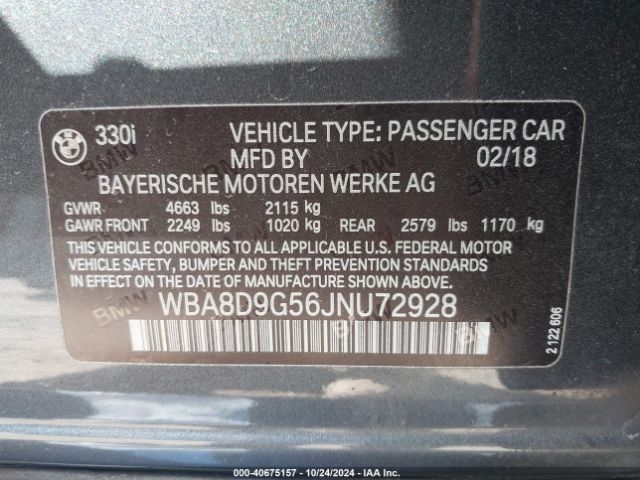 330i VEHICLE TYPE: PASSENGER CAR
MFD BY 02/18
BAYERISCHE MOTOREN WERKE AG
GVWR 4663 lbs 2115 kg
GAWR FRONT 2249 lbs 1020 kg REAR 2579 lbs 1170 kg
THIS VEHICLE CONFORMS TO ALL APPLICABLE U.S. FEDERAL MOTOR
VEHICLE SAFETY, BUMPER AND THEFT PREVENTION STANDARDS IN
EFFECT ON THE DATE OF MANUFACTURE SHOWN ABOVE.
WBA8D9G56JNU72928
2 122 606
000-40675157 - 10/24/2024 - IAA Inc.